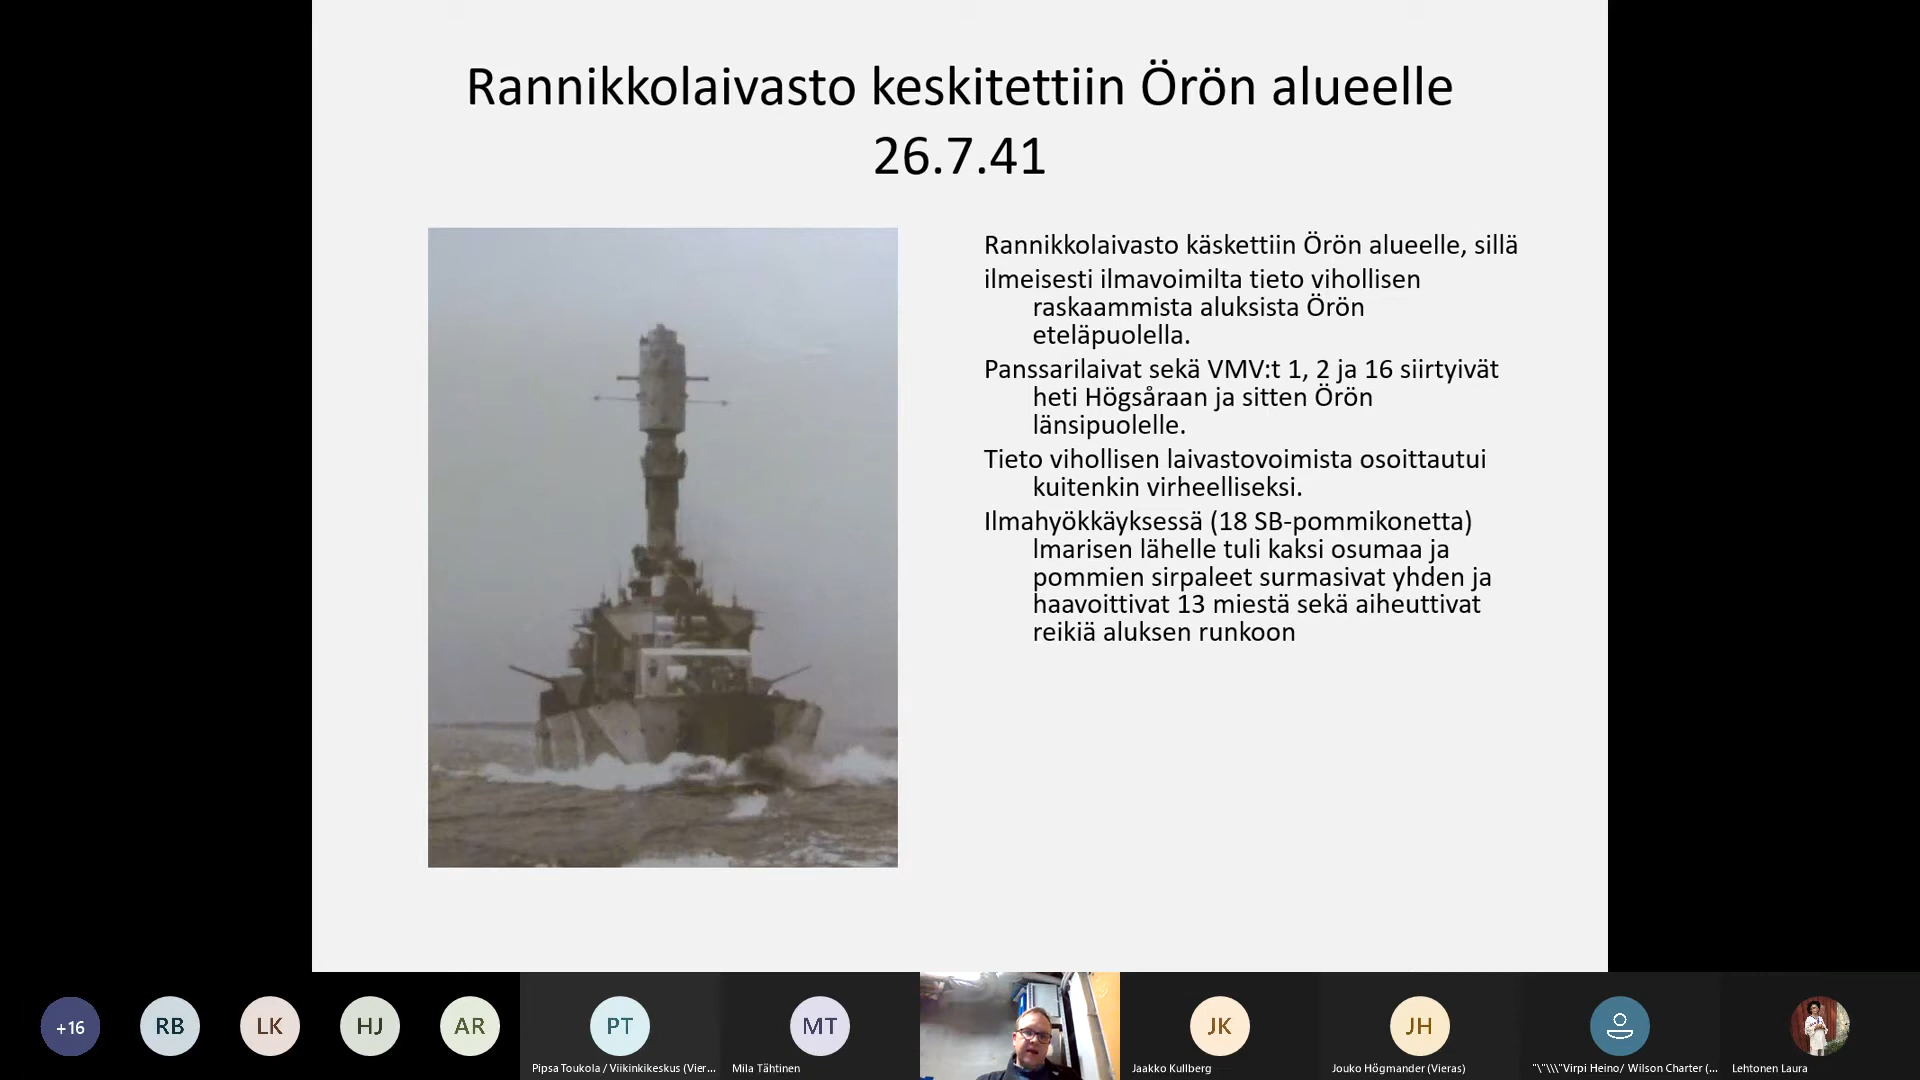 Rannikkolaivasto keskitettiin Örön alueelle
26.7.41
Rannikkolaivasto käskettiin Örön alueelle, sillä
ilmeisesti ilmavoimilta tieto vihollisen
raskaammista aluksista Örön
eteläpuolella.
Panssarilaivat sekä VMV:t 1, 2 ja 16 siirtyivät
heti Högsåraan ja sitten Örön
länsipuolelle.
Tieto vihollisen laivastovoimista osoittautui
kuitenkin virheelliseksi.
Ilmahyökkäyksessä (18 SB-pommikonetta)
lmarisen lähelle tuli kaksi osumaa ja
pommien sirpaleet surmasivat yhden ja
haavoittivat 13 miestä sekä aiheuttivat
reikiä aluksen runkoon
+16
RB
LK
HJ
AR
PT
MT
JK
JH
Pipsa Toukola / Viikinkikeskus (Vier...
Mila Tähtinen
Jaakko Kullberg
Jouko Högmander (Vieras)
"\"\\\"Virpi Heino/ Wilson Charter (...
Lehtonen Laura